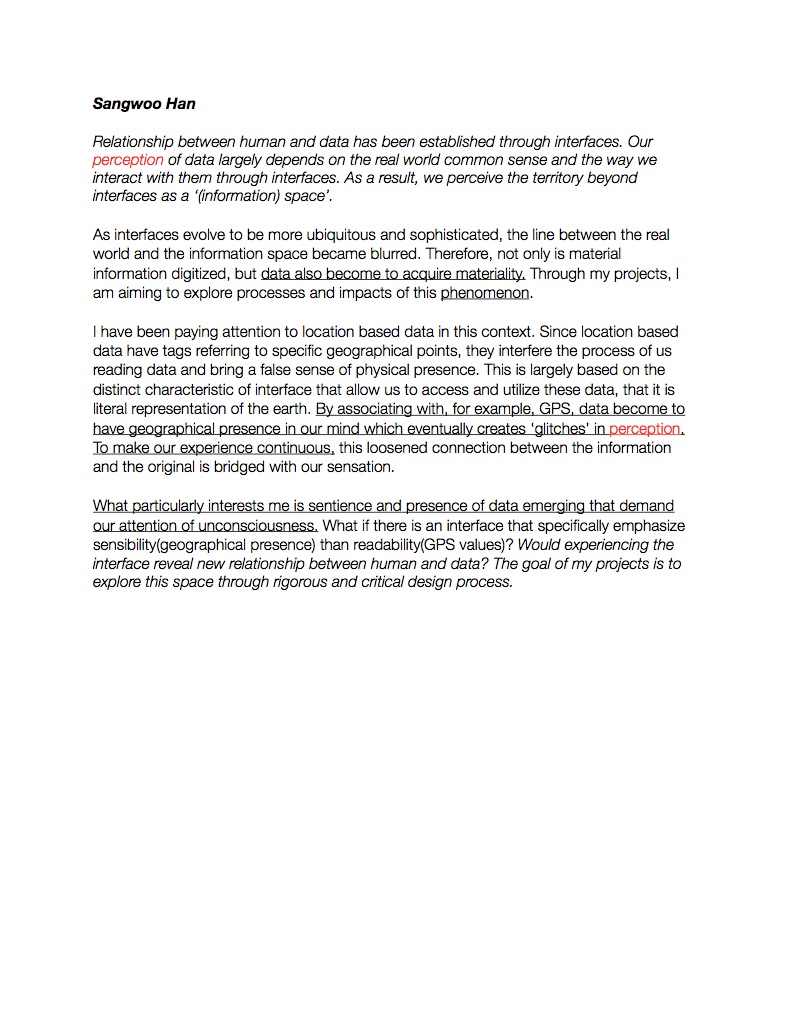 Sangwoo Han
Relationship between human and data has been established through interfaces. Our
perception of data largely depends on the real world common sense and the way we
interact with them through interfaces. As a result, we perceive the territory beyond
interfaces as a ‘(information) space’.
As interfaces evolve to be more ubiquitous and sophisticated, the line between the real
world and the information space became blurred. Therefore, not only is material
information digitized, but data also become to acquire materiality. Through my projects, I
am aiming to explore processes and impacts of this phenomenon.
I have been paying attention to location based data in this context. Since location based
data have tags referring to specific geographical points, they interfere the process of us
reading data and bring a false sense of physical presence. This is largely based on the
distinct characteristic of interface that allow us to access and utilize these data, that it is
literal representation of the earth. By associating with, for example, GPS, data become to
have geographical presence in our mind which eventually creates ‘glitches’ in perception.
To make our experience continuous, this loosened connection between the information
and the original is bridged with our sensation.
What particularly interests me is sentience and presence of data emerging that demand
our attention of unconsciousness. What if there is an interface that specifically emphasize
sensibility(geographical presence) than readability(GPS values)? Would experiencing the
interface reveal new relationship between human and data? The goal of my projects is to
explore this space through rigorous and critical design process.